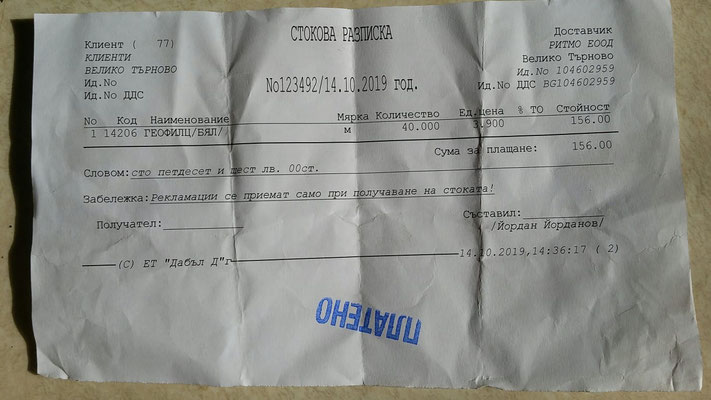 СТОКОВА РАЗПИСКА
Клиент ( 77)
КЛИЕНТИ
ВЕЛИКО ТЪРНОВО
Ид.No
Ид.No ДДС
Доставчик
РИТМО ЕООД
Велико Търново
Ид.No 104602959
Ид.No ДДС BG104602959
No123492/14.10.2019 год.
No Код Наименование Мярка Количество Ед.цена % ТО Стойност
1 14206 ГЕОФИЛЦ/БЯЛ/ м 40.000 3.900 156.00
Сума за плащане: 156.00
Словом:сто петдесет и шест лв. 00ст.
Забележка:Рекламации се приемат само при получаване на стоката!
Получател:
Съставил:
/Йордан Йорданов/
(С) ЕТ "Дабъл Д"г 14.10.2019,14:36:17 ( 2)
ПЛАТЕНО